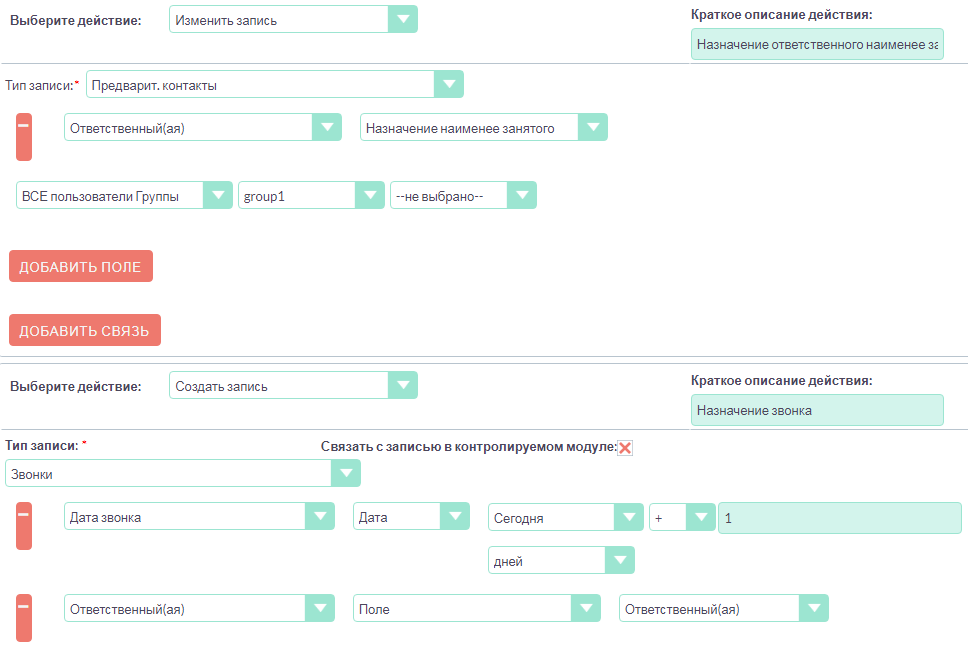 Выберите действие: Изменить запись Краткое описание действия:
Назначение ответственного наименее за
Тип записи:* Предварит. контакты
Ответственный(ая) Назначение наименее занятого
ВСЕ пользователи Группы group1 --не выбрано--
ДОБАВИТЬ ПОЛЕ
ДОБАВИТЬ СВЯЗЬ
Выберите действие: Создать запись Краткое описание действия:
Назначение звонка
Тип записи: * Связать с записью в контролируемом модуле:
Звонки
Дата звонка Дата Сегодня + 1
дней
Ответственный(ая) Поле Ответственный(ая)